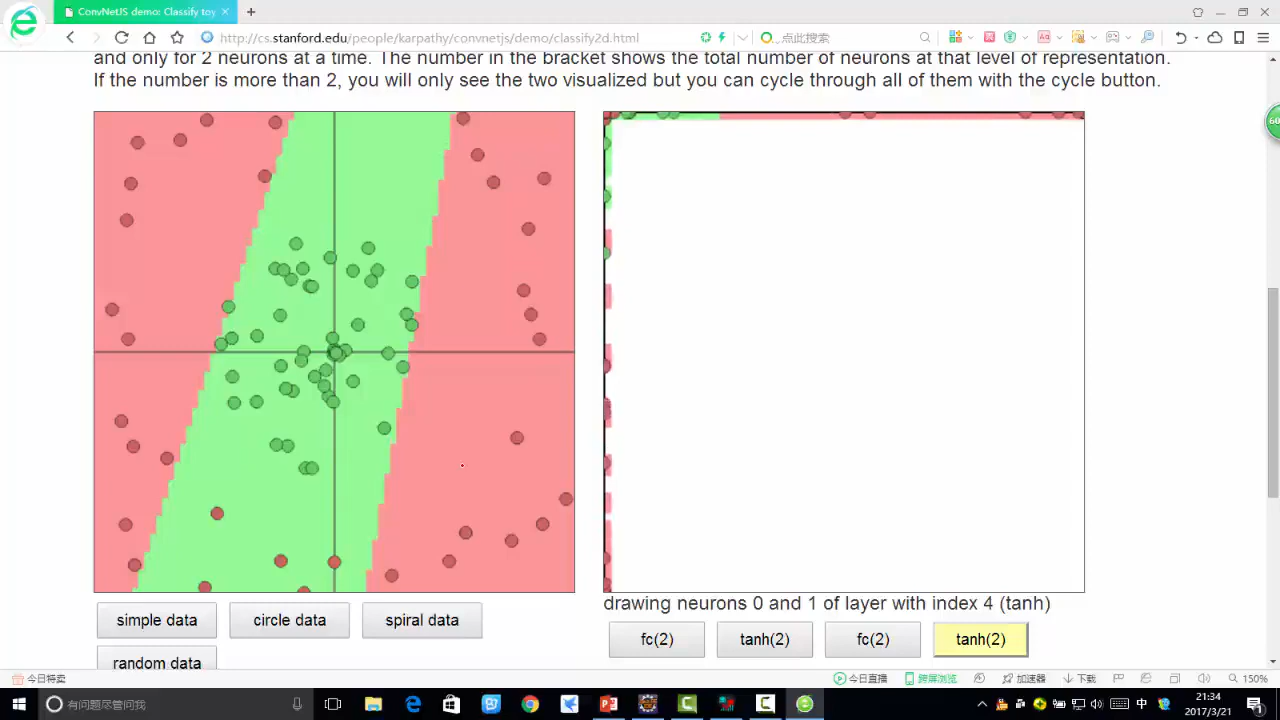 ConvNetJS demo: Classify toy
http://cs.stanford.edu/people/karpathy/convnetjs/demo/classify2d.html
点此搜索
and only for 2 neurons at a time. The number in the bracket shows the total number of neurons at that level of representation.
If the number is more than 2, you will only see the two visualized but you can cycle through all of them with the cycle button.
60
drawing neurons 0 and 1 of layer with index 4 (tanh)
simple data
circle data
spiral data
fc(2)
tanh(2)
fc(2)
tanh(2)
random data
今日特卖
今日直播
跨屏浏览
加速器
下载
150%
有问题尽管问我
中
21:34
2017/3/21